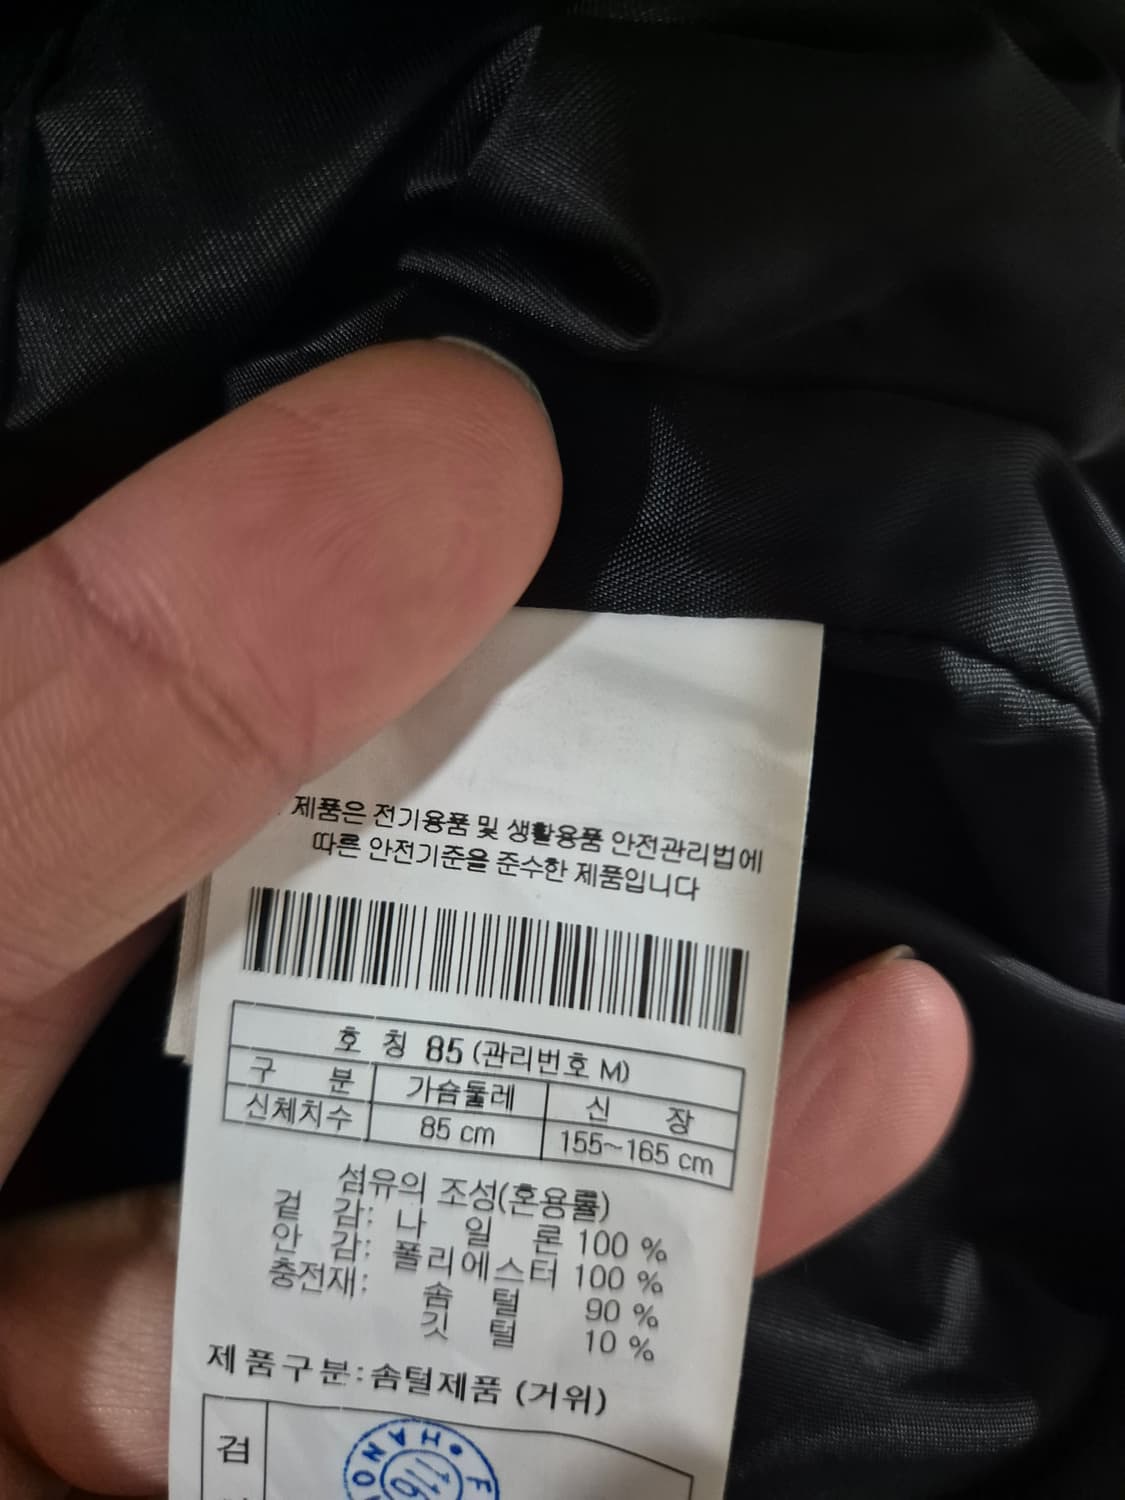 제품은 전기용품 및 생활용품 안전관리법에
따른 안전기준을 준수한 제품입니다
호 칭 85 (관리번호 M)
구 분 가슴둘레 신 장
신체치수 85 cm 155~165 cm
섬유의 조성(혼용률)
겉 감: 나 일 론 100 %
안 감: 폴리에스터 100 %
충전재: 솜 털 90 %
깃 털 10 %
제품구분:솜털제품 (거위)
검
116